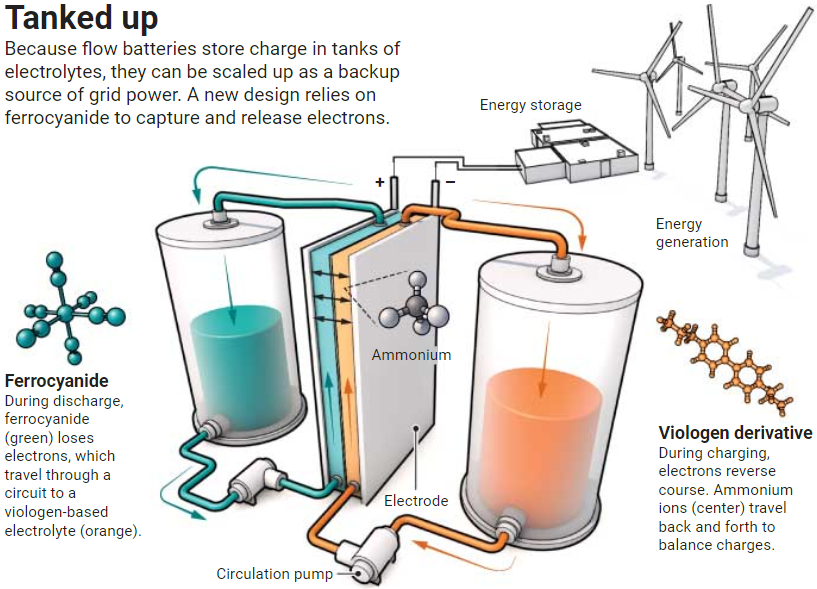 Tanked up
Because flow batteries store charge in tanks of
electrolytes, they can be scaled up as a backup
source of grid power. A new design relies on
ferrocyanide to capture and release electrons.
Energy storage
+
−
Energy
generation
Ammonium
Ferrocyanide
During discharge,
ferrocyanide
(green) loses
electrons, which
travel through a
circuit to a
viologen-based
electrolyte (orange).
Viologen derivative
During charging,
electrons reverse
course. Ammonium
ions (center) travel
back and forth to
balance charges.
Electrode
Circulation pump